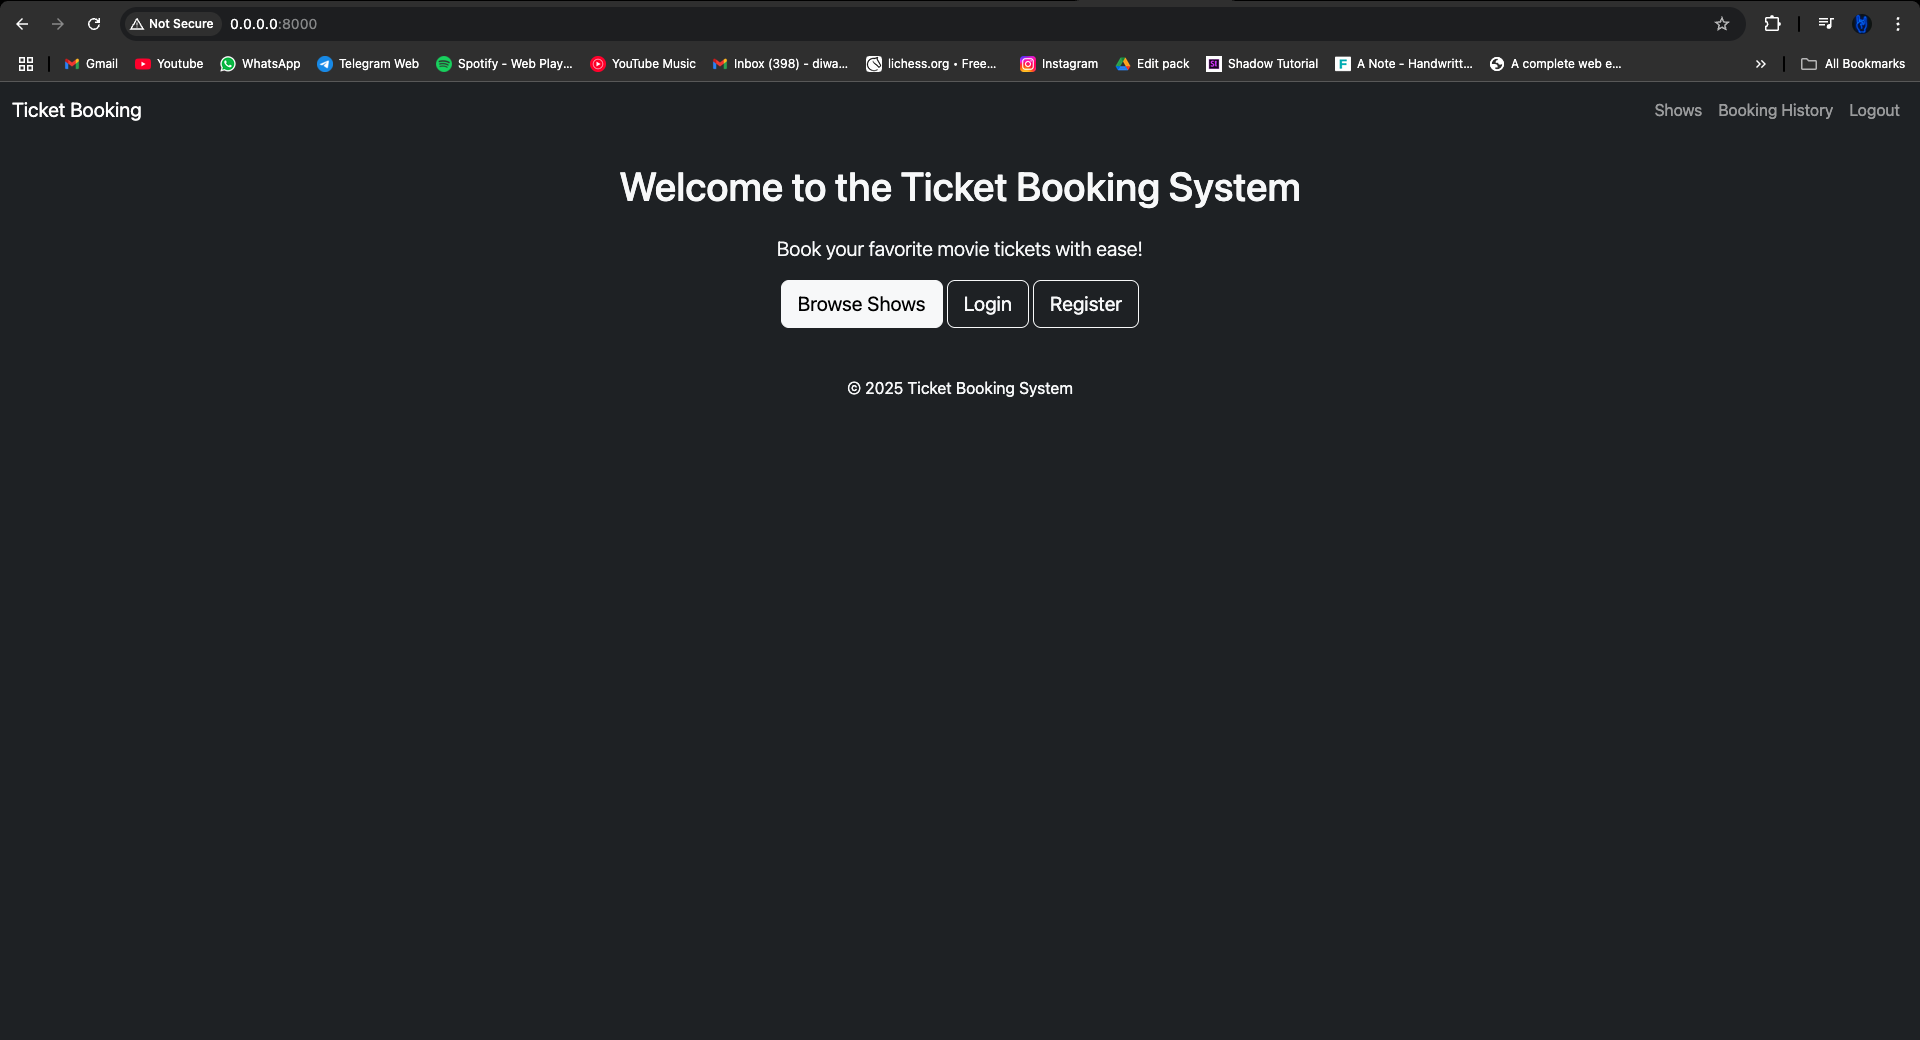 Not Secure 0.0.0.0:8000
Gmail Youtube WhatsApp Telegram Web Spotify - Web Play... YouTube Music Inbox (398) - diwa... lichess.org • Free... Instagram Edit pack Shadow Tutorial A Note - Handwritt... A complete web e... » All Bookmarks
Ticket Booking Shows Booking History Logout
Welcome to the Ticket Booking System
Book your favorite movie tickets with ease!
Browse Shows Login Register
© 2025 Ticket Booking System